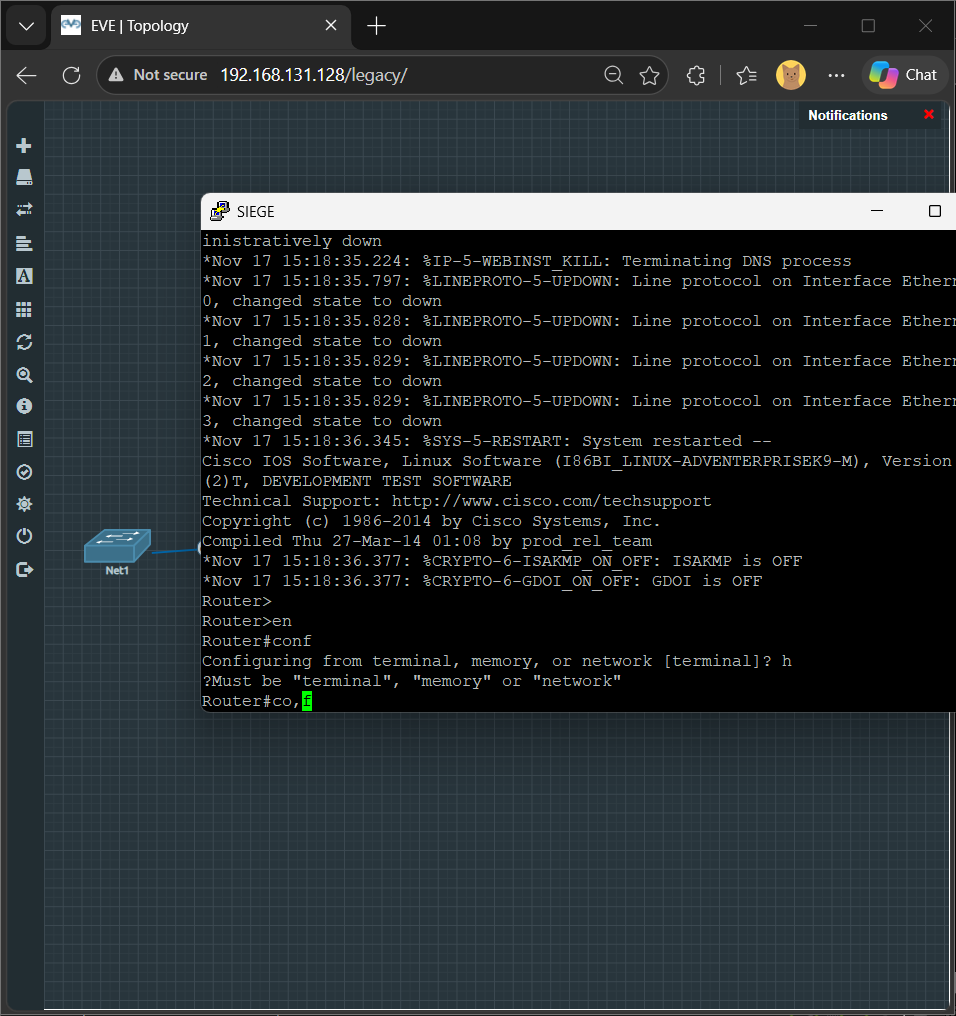 EVE | Topology
Not secure 192.168.131.128/legacy/
Chat
Notifications
SIEGE
inistratively down
*Nov 17 15:18:35.224: %IP-5-WEBINST_KILL: Terminating DNS process
*Nov 17 15:18:35.797: %LINEPROTO-5-UPDOWN: Line protocol on Interface Ether
0, changed state to down
*Nov 17 15:18:35.828: %LINEPROTO-5-UPDOWN: Line protocol on Interface Ether
1, changed state to down
*Nov 17 15:18:35.829: %LINEPROTO-5-UPDOWN: Line protocol on Interface Ether
2, changed state to down
*Nov 17 15:18:35.829: %LINEPROTO-5-UPDOWN: Line protocol on Interface Ether
3, changed state to down
*Nov 17 15:18:36.345: %SYS-5-RESTART: System restarted --
Cisco IOS Software, Linux Software (I86BI_LINUX-ADVENTERPRISEK9-M), Version
(2)T, DEVELOPMENT TEST SOFTWARE
Technical Support: http://www.cisco.com/techsupport
Copyright (c) 1986-2014 by Cisco Systems, Inc.
Compiled Thu 27-Mar-14 01:08 by prod_rel_team
*Nov 17 15:18:36.377: %CRYPTO-6-ISAKMP_ON_OFF: ISAKMP is OFF
*Nov 17 15:18:36.377: %CRYPTO-6-GDOI_ON_OFF: GDOI is OFF
Router>
Router>en
Router#conf
Configuring from terminal, memory, or network [terminal]? h
?Must be "terminal", "memory" or "network"
Router#co,f
Net1